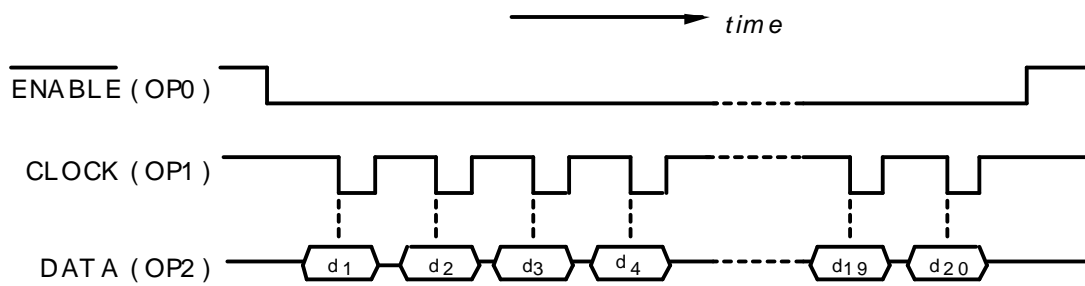 time
ENABLE (OP0)
CLOCK (OP1)
DATA (OP2) d1 d2 d3 d4 d19 d20